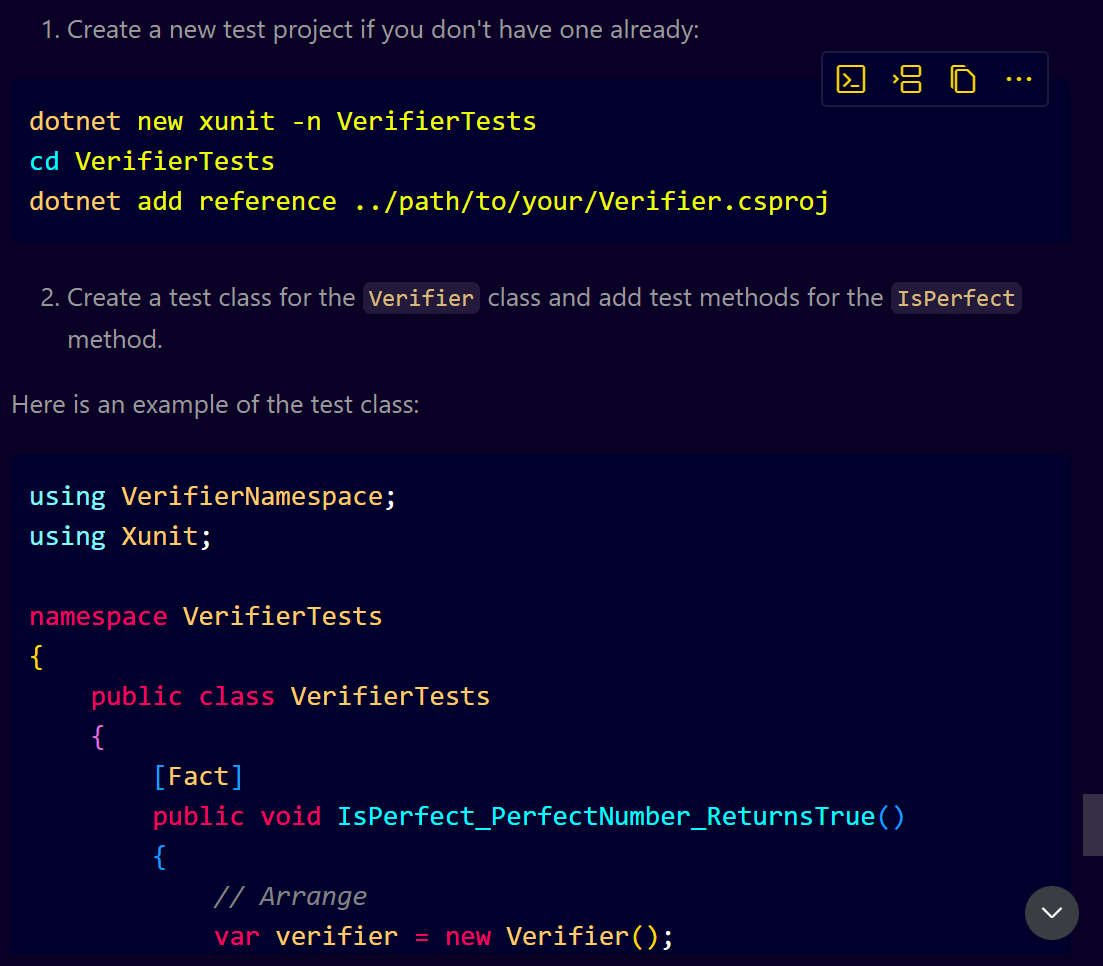 1. Create a new test project if you don't have one already:
dotnet new xunit -n VerifierTests
cd VerifierTests
dotnet add reference ../path/to/your/Verifier.csproj
2. Create a test class for the Verifier class and add test methods for the IsPerfect
method.
Here is an example of the test class:
using VerifierNamespace;
using Xunit;
namespace VerifierTests
{
    public class VerifierTests
    {
        [Fact]
        public void IsPerfect_PerfectNumber_ReturnsTrue()
        {
            // Arrange
            var verifier = new Verifier();